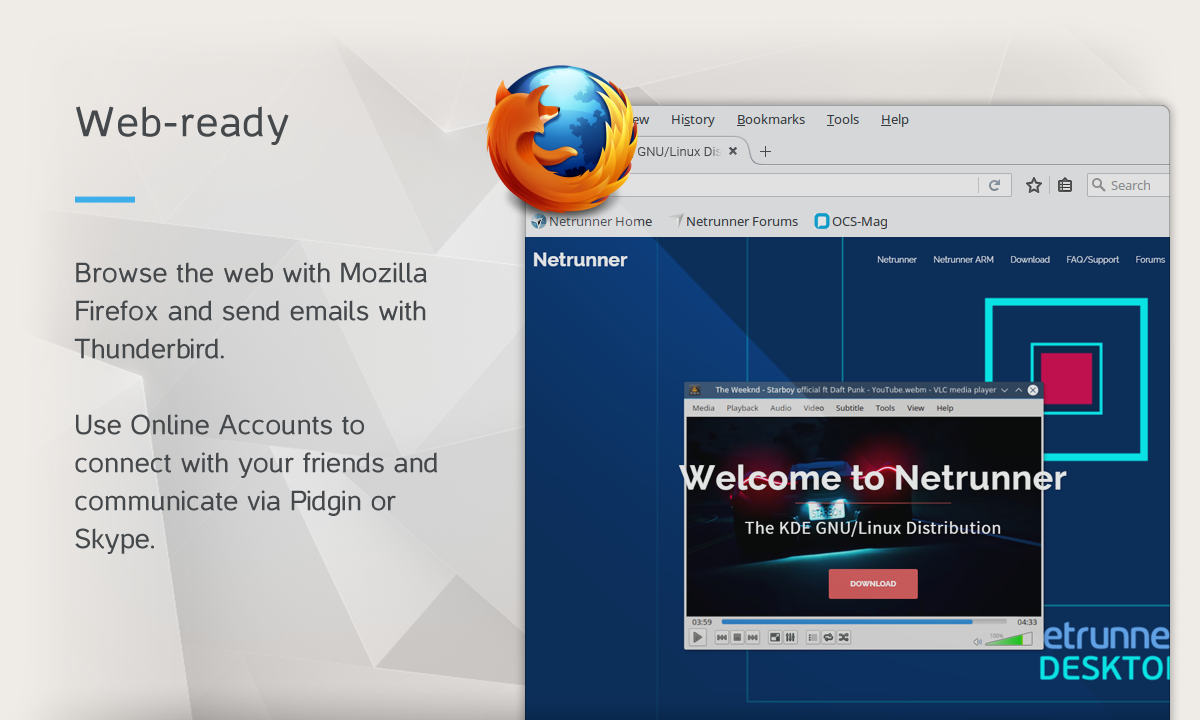 Web-ready
Browse the web with Mozilla
Firefox and send emails with
Thunderbird.
Use Online Accounts to
connect with your friends and
communicate via Pidgin or
Skype.
ew History Bookmarks Tools Help
GNU/Linux Dis
Search
Netrunner Home Netrunner Forums OCS-Mag
Netrunner
Netrunner Netrunner ARM Download FAQ/Support Forums
The Weeknd - Starboy official ft Daft Punk - YouTube.webm - VLC media player
Media Playback Audio Video Subtitle Tools View Help
Welcome to Netrunner
The KDE GNU/Linux Distribution
DOWNLOAD
03:59 04:33
100%
etrunne
DESKTO